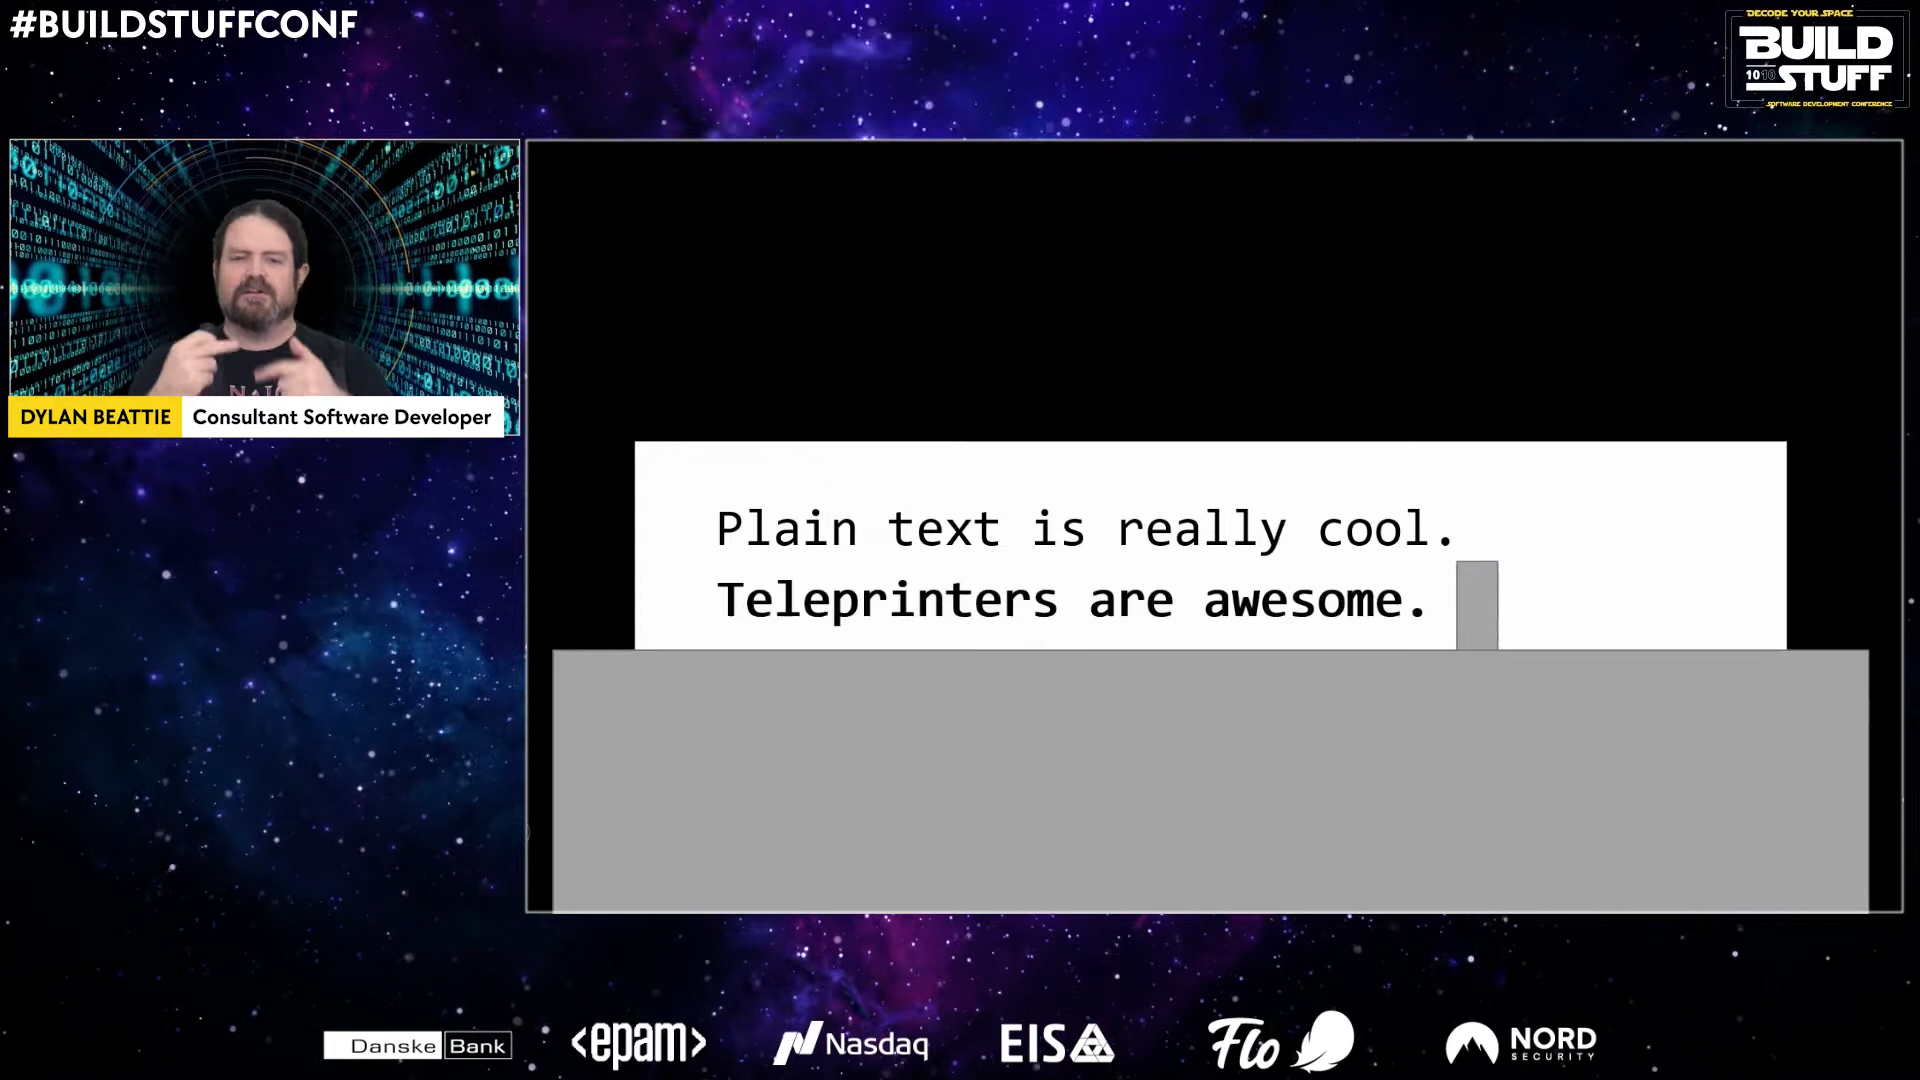 #BUILDSTUFFCONF
DECODE YOUR SPACE
BUILD
1010 STUFF
SOFTWARE DEVELOPMENT CONFERENCE
DYLAN BEATTIE Consultant Software Developer
Plain text is really cool.
Teleprinters are awesome.
Danske Bank
<epam>
Nasdaq
EIS
Flo
NORD
SECURITY